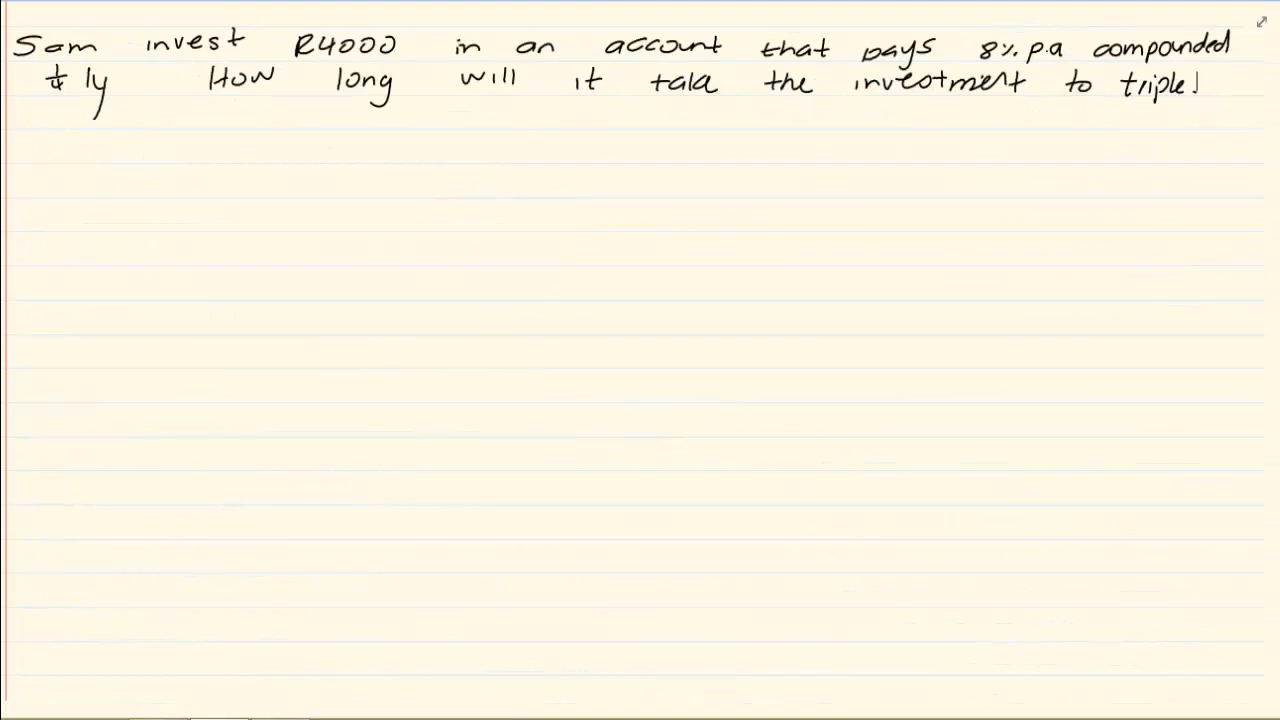 Sam invest R4000 in an account that pays 8% p.a compounded
¼ ly How long will it take the investment to triple!